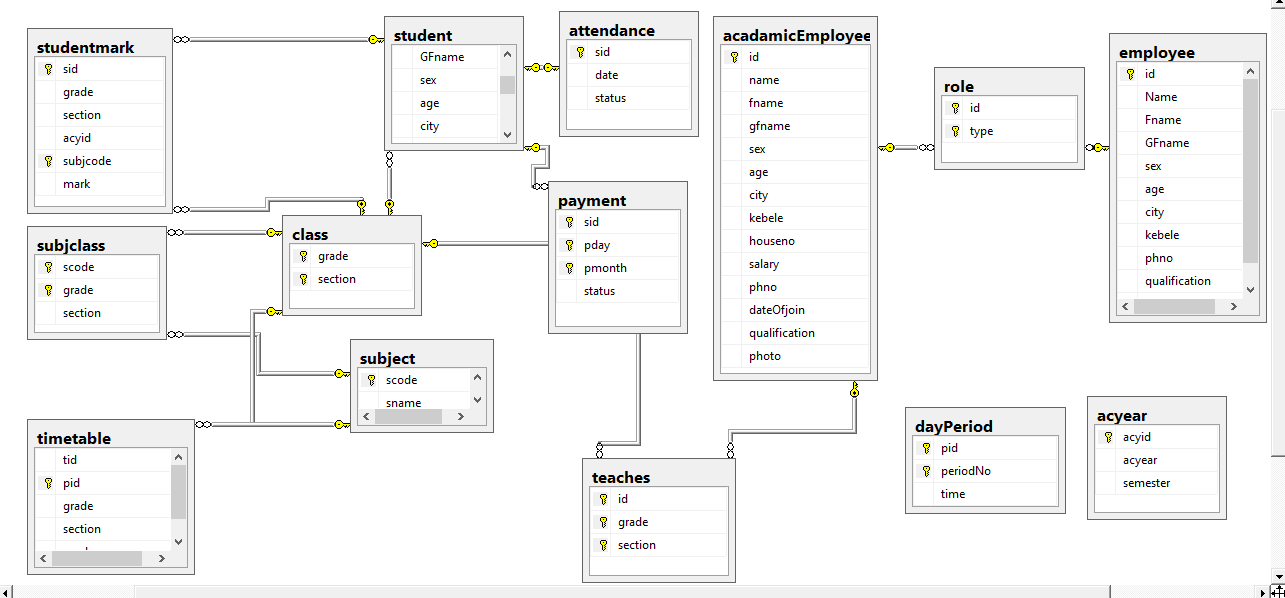 studentmark
sid
grade
section
acyid
subjcode
mark
student
GFname
sex
age
city
attendance
sid
date
status
acadamicEmployee
id
name
fname
gfname
sex
age
city
kebele
houseno
salary
phno
dateOfjoin
qualification
photo
role
id
type
employee
id
Name
Fname
GFname
sex
age
city
kebele
phno
qualification
subjclass
scode
grade
section
class
grade
section
payment
sid
pday
pmonth
status
subject
scode
sname
timetable
tid
pid
grade
section
teaches
id
grade
section
dayPeriod
pid
periodNo
time
acyear
acyid
acyear
semester